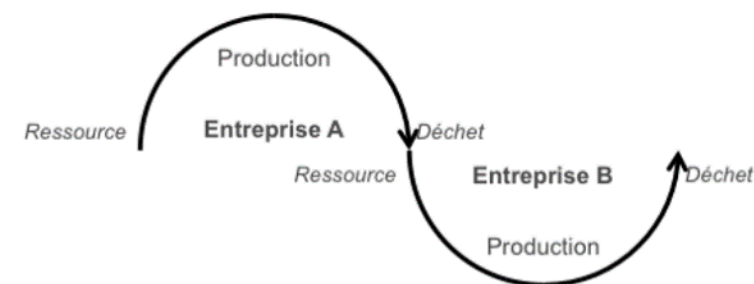 Production
Ressource
Entreprise A
Déchet
Ressource
Entreprise B
Déchet
Production